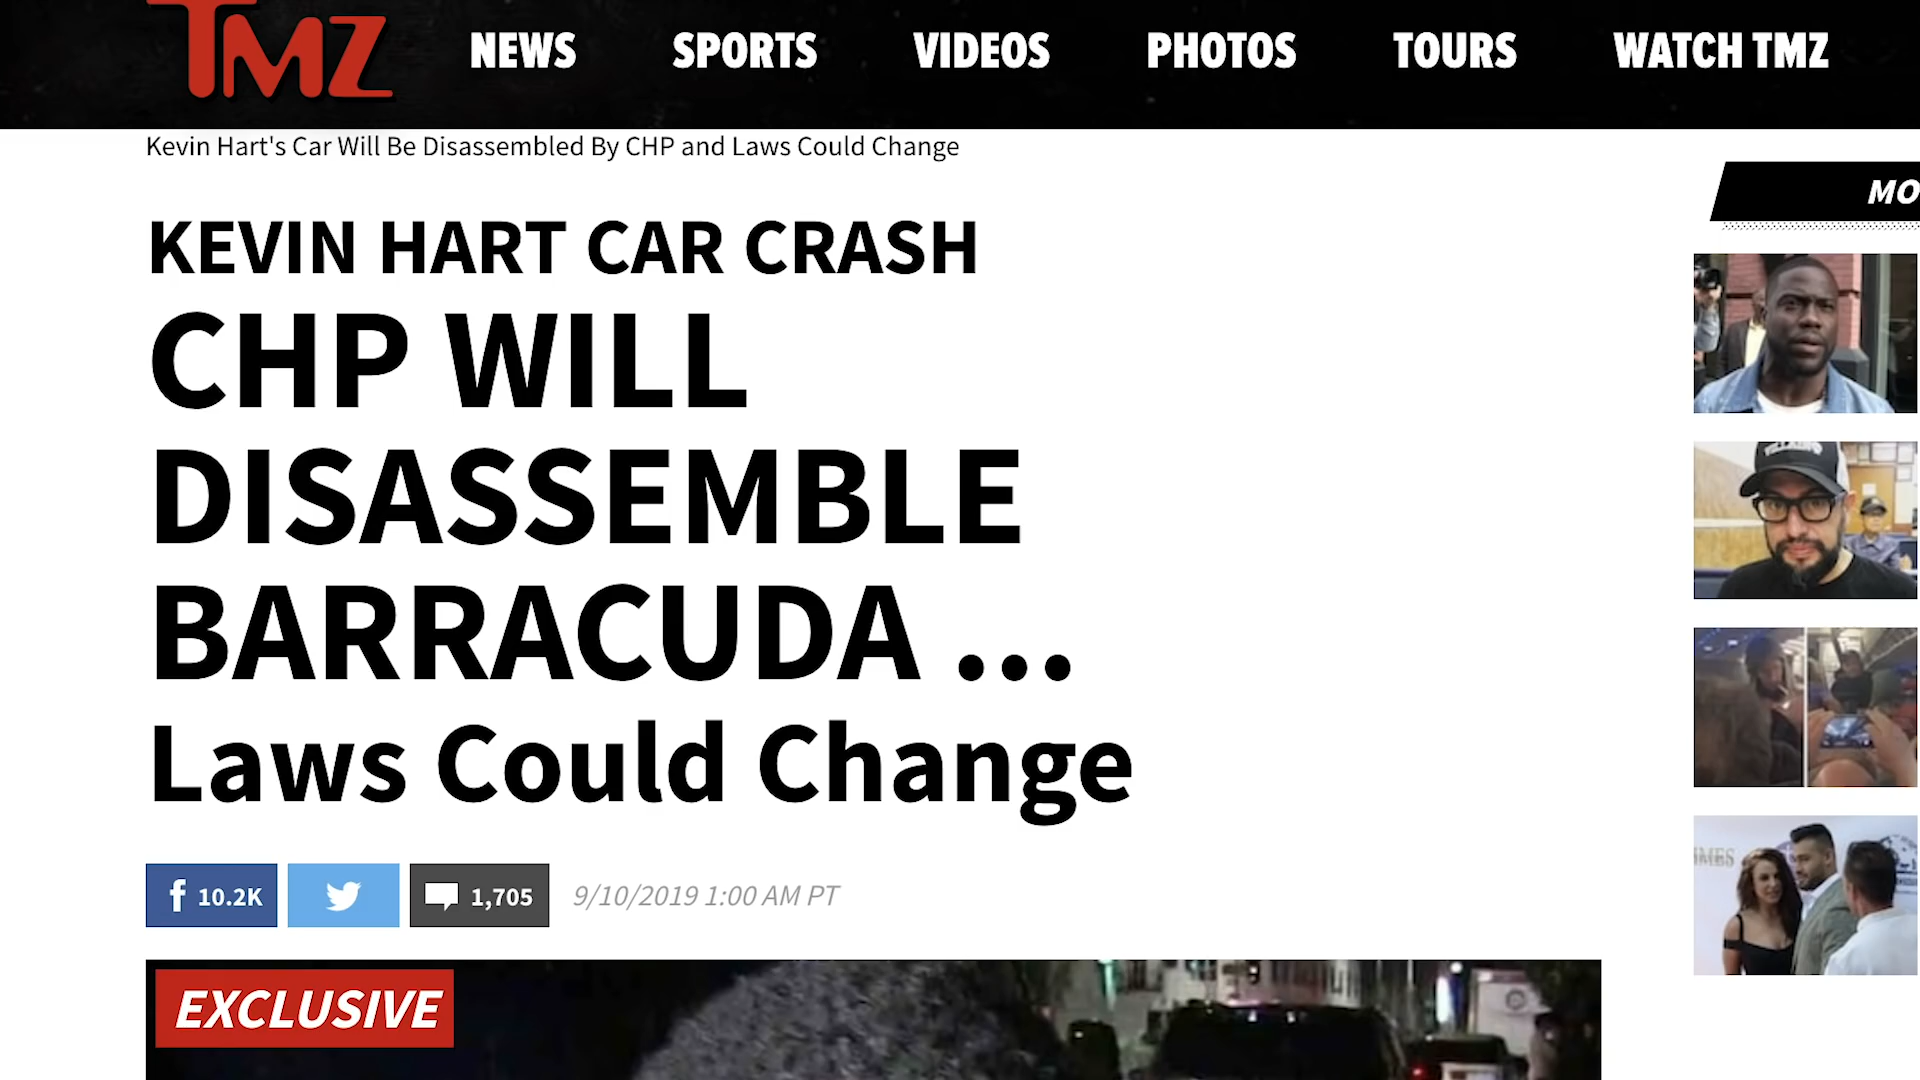 TMZ
NEWS SPORTS VIDEOS PHOTOS TOURS WATCH TMZ
Kevin Hart's Car Will Be Disassembled By CHP and Laws Could Change
MO
KEVIN HART CAR CRASH
CHP WILL
DISASSEMBLE
BARRACUDA ...
Laws Could Change
f 10.2K 1,705 9/10/2019 1:00 AM PT
EXCLUSIVE